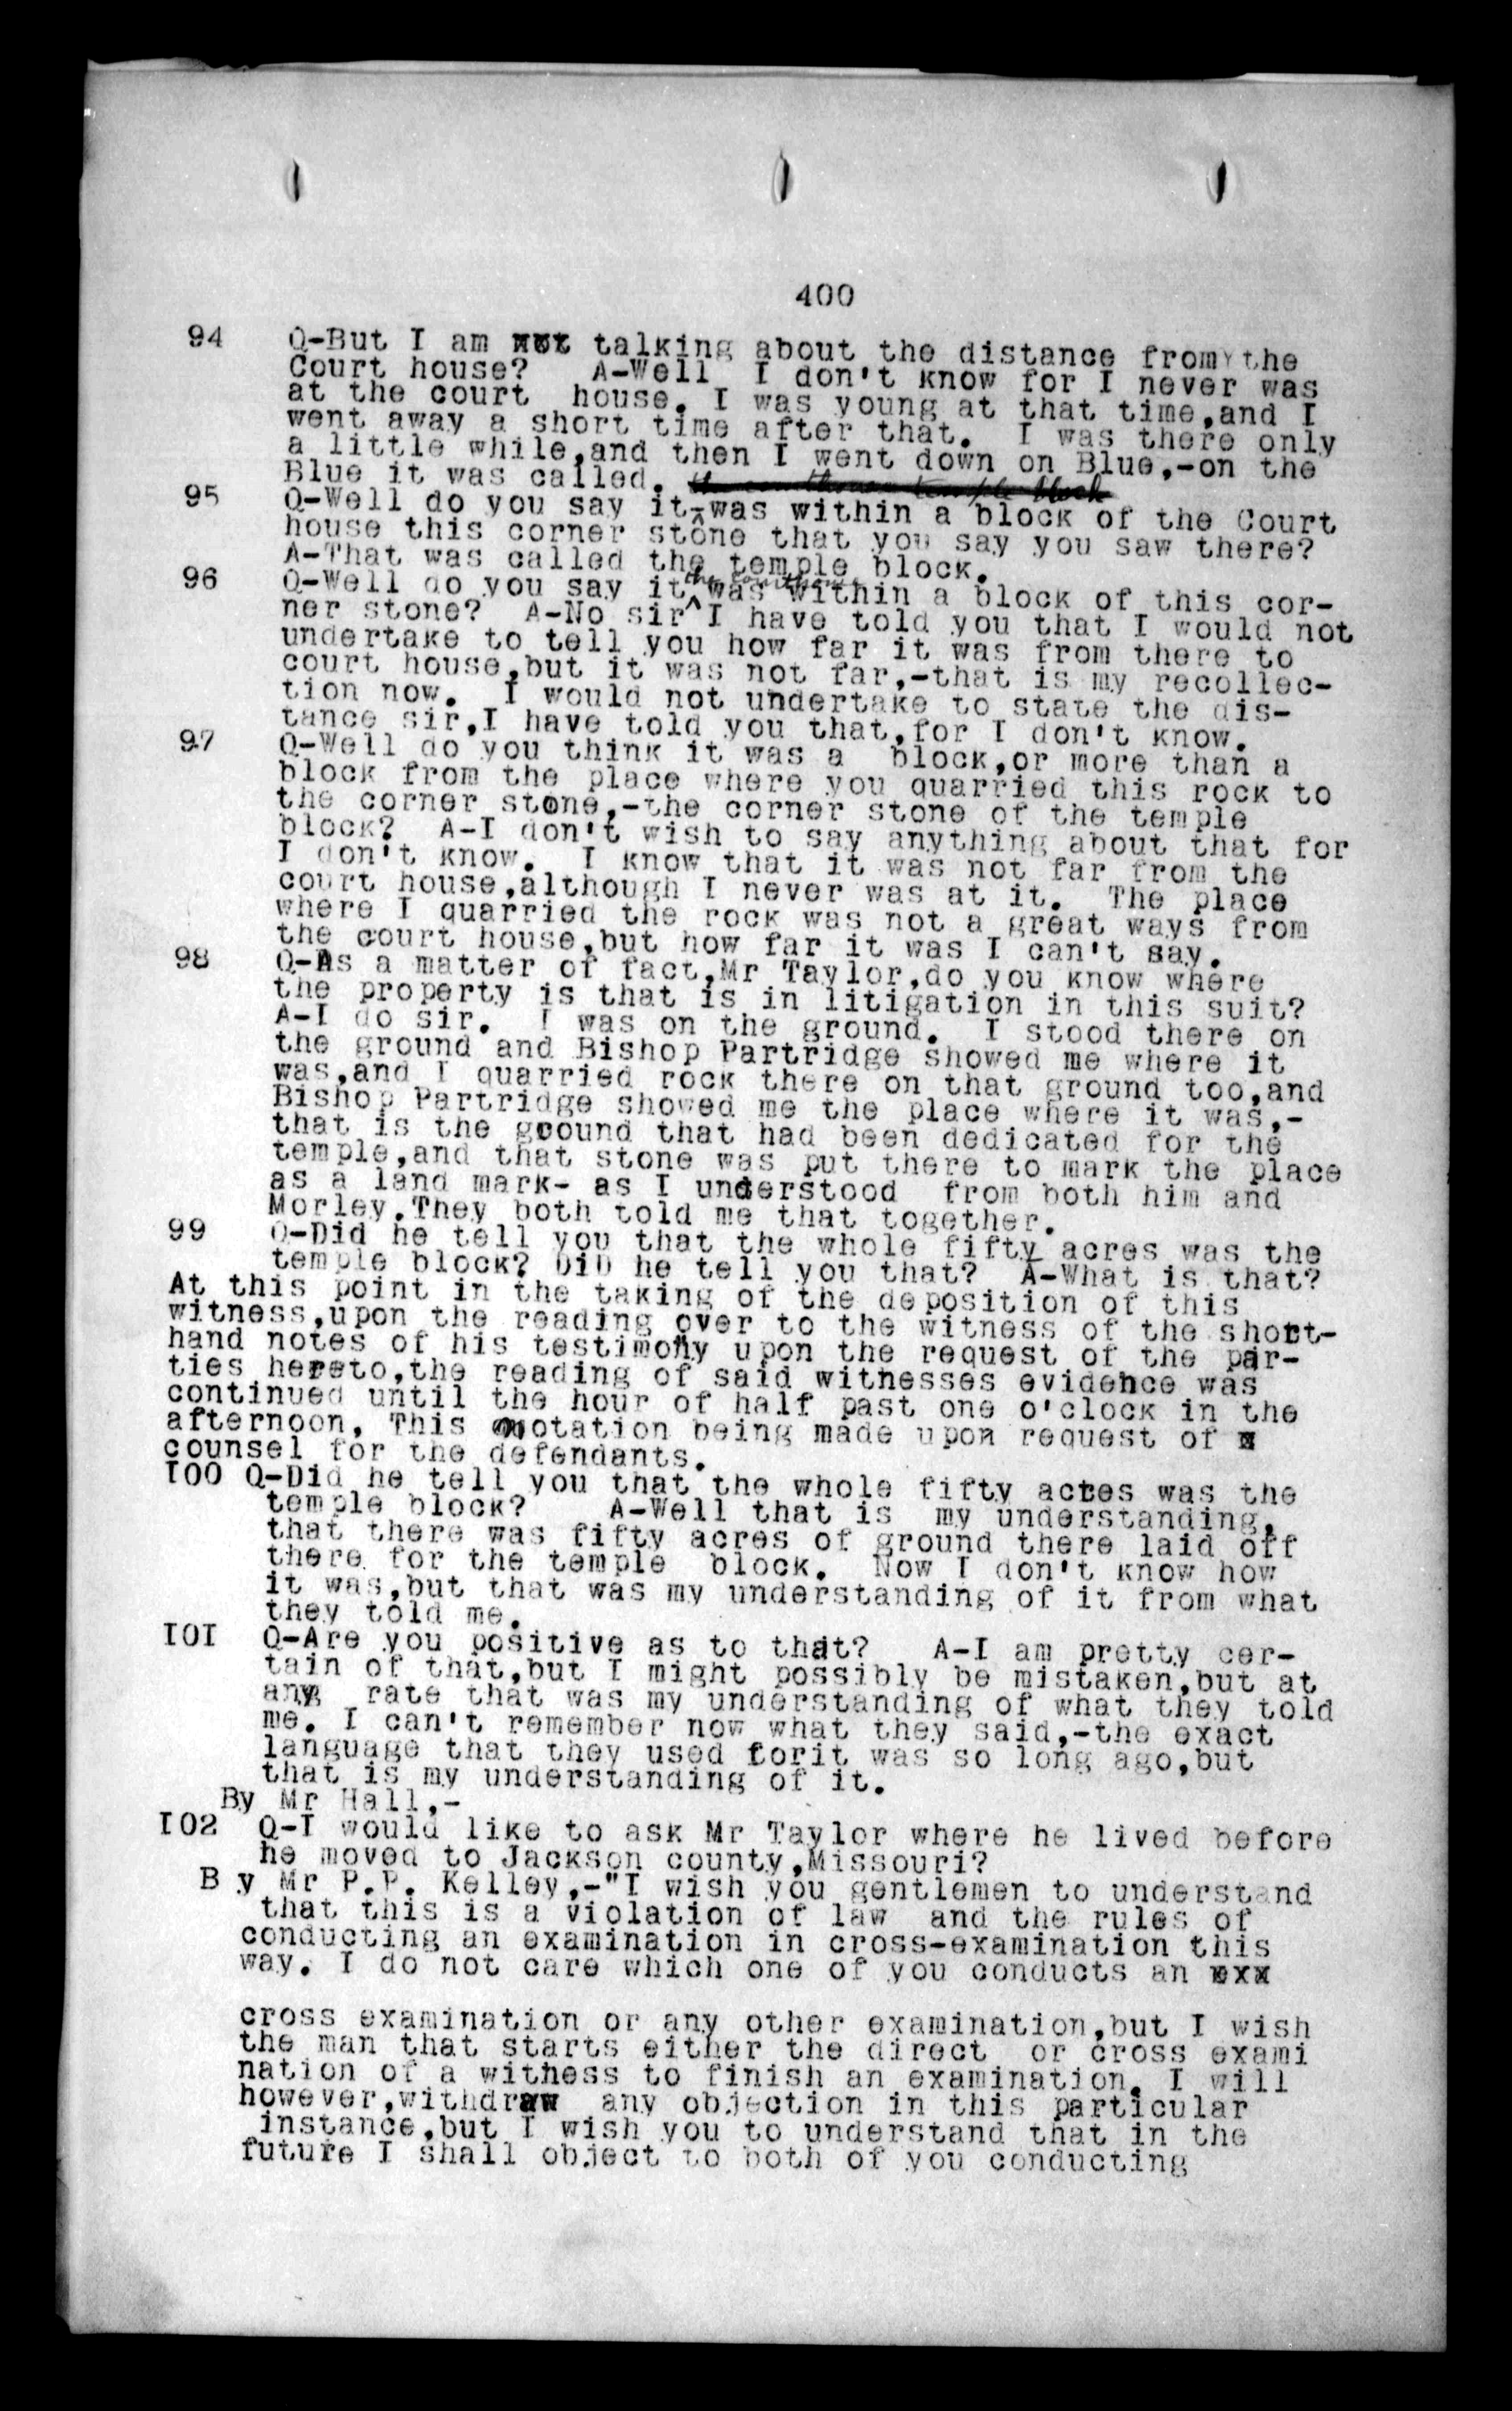 400
94 Q-But I am talking about the distance from the
Court house? A-Well I don't know for I never was
at the court house. I was young at that time,and I
went away a short time after that. I was there only
a little while,and then I went down on Blue,-on the
Blue it was called.
95 Q-Well do you say it was within a block of the Court
house this corner stone that you say you saw there?
A-That was called the temple block.
the courthouse
96 Q-Well do you say it ^ was within a block of this cor-
ner stone? A-No sir I have told you that I would not
undertake to tell you how far it was from there to
court house,but it was not far,-that is my recollec-
tion now. I would not undertake to state the dis-
tance sir,I have told you that,for I don't know.
97 Q-Well do you think it was a block,or more than a
block from the place where you quarried this rock to
the corner stone,-the corner stone of the temple
block? A-I don't wish to say anything about that for
I don't know. I know that it was not far from the
court house,although I never was at it. The place
where I quarried the rock was not a great ways from
the court house,but how far it was I can't say.
98 Q-As a matter of fact,Mr Taylor,do you know where
the property is that is in litigation in this suit?
A-I do sir. I was on the ground. I stood there on
the ground and Bishop Partridge showed me where it
was,and I quarried rock there on that ground too,and
Bishop Partridge showed me the place where it was,-
that is the ground that had been dedicated for the
temple,and that stone was put there to mark the place
as a land mark- as I understood from both him and
Morley.They both told me that together.
99 Q-Did he tell you that the whole fifty acres was the
temple block? DiD he tell you that? A-What is that?
At this point in the taking of the deposition of this
witness,upon the reading over to the witness of the short-
hand notes of his testimony upon the request of the par-
ties hereto,the reading of said witnesses evidence was
continued until the hour of half past one o'clock in the
afternoon. This notation being made upon request of
counsel for the defendants.
I00 Q-Did he tell you that the whole fifty acres was the
temple block? A-Well that is my understanding,
that there was fifty acres of ground there laid off
there for the temple block. Now I don't know how
it was,but that was my understanding of it from what
they told me.
I0I Q-Are you positive as to that? A-I am pretty cer-
tain of that,but I might possibly be mistaken,but at
any rate that was my understanding of what they told
me. I can't remember now what they said,-the exact
language that they used forit was so long ago,but
that is my understanding of it.
By Mr Hall,-
I02 Q-I would like to ask Mr Taylor where he lived before
he moved to Jackson county,Missouri?
B y Mr P.P. Kelley,-"I wish you gentlemen to understand
that this is a violation of law and the rules of
conducting an examination in cross-examination this
way. I do not care which one of you conducts an exx
cross examination or any other examination,but I wish
the man that starts either the direct or cross exami
nation of a witness to finish an examination. I will
however,withdraw any objection in this particular
instance,but I wish you to understand that in the
future I shall object to both of you conducting